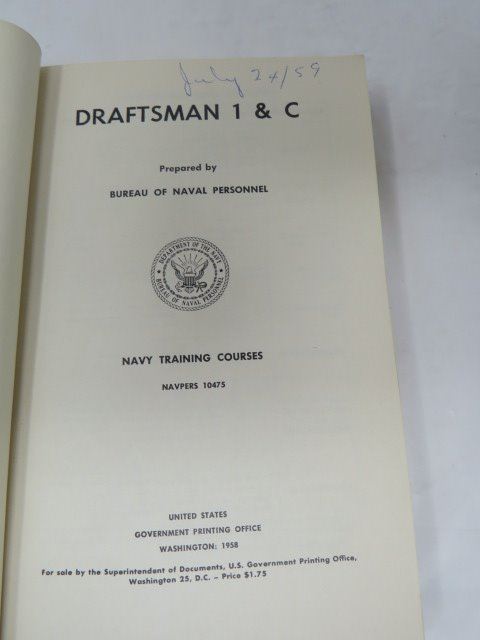 July 24/59
DRAFTSMAN 1 & C
Prepared by
BUREAU OF NAVAL PERSONNEL
DEPARTMENT OF THE NAVY
BUREAU OF NAVAL PERSONNEL
NAVY TRAINING COURSES
NAVPERS 10475
UNITED STATES
GOVERNMENT PRINTING OFFICE
WASHINGTON: 1958
For sale by the Superintendent of Documents, U.S. Government Printing Office,
Washington 25, D.C. - Price $1.75